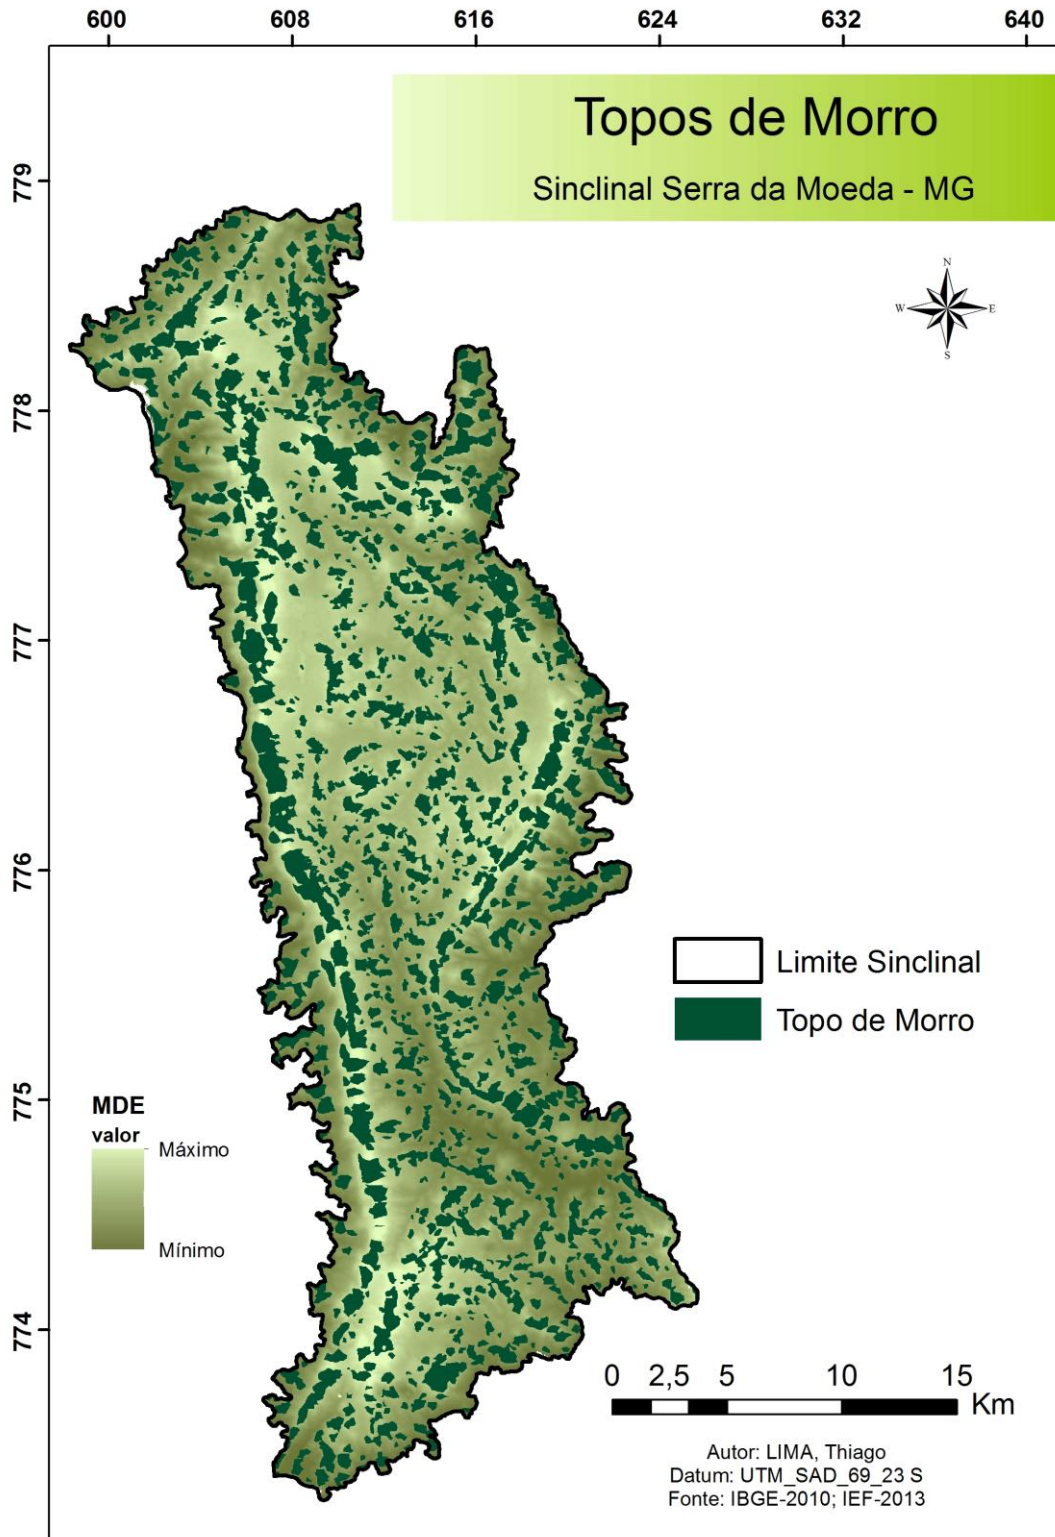 600 608 616 624 632 640
Topos de Morro
Sinclinal Serra da Moeda - MG
779
N
W E
S
778
777
776
Limite Sinclinal
Topo de Morro
775
MDE
valor
Máximo
Mínimo
774
0 2,5 5 10 15
Km
Autor: LIMA, Thiago
Datum: UTM_SAD_69_23 S
Fonte: IBGE-2010; IEF-2013